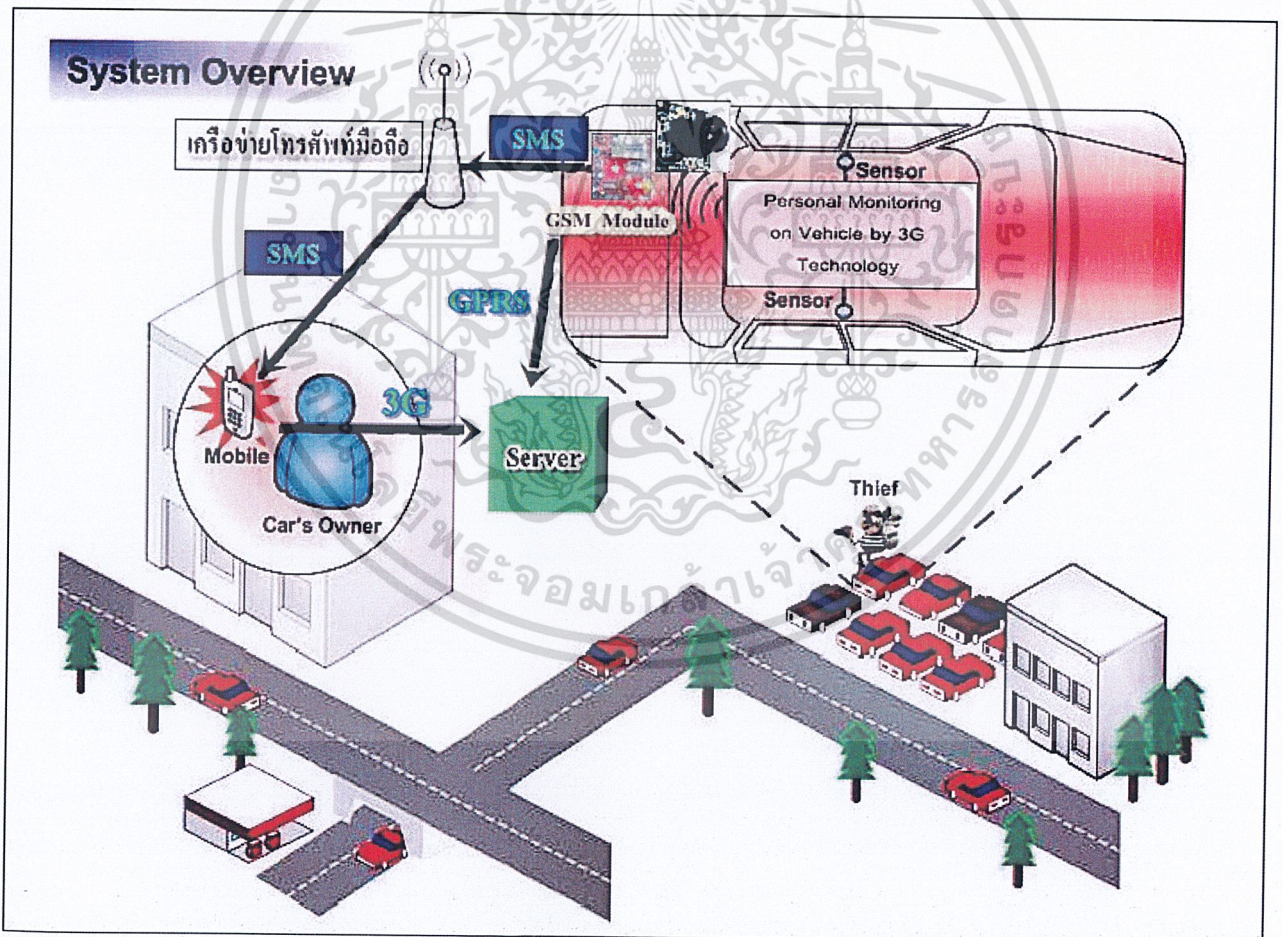 System Overview
เครือข่ายโทรศัพท์มือถือ
SMS
GSM Module
Sensor
Personal Monitoring
on Vehicle by 3G
Technology
Sensor
SMS
GPRS
3G
Mobile
Car's Owner
Server
Thief